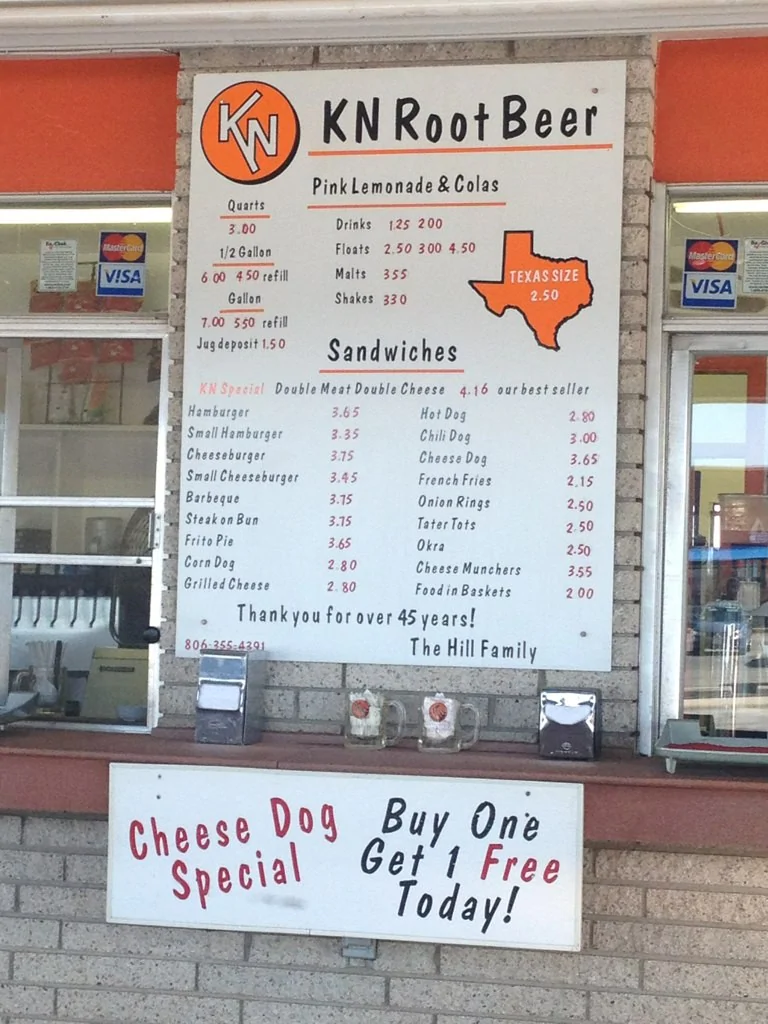 KN
KN Root Beer
Pink Lemonade & Colas
Quarts
3.00
1/2 Gallon
6 00 4 50 refill
Gallon
7.00 5 50 refill
Jug deposit 1.50
Drinks 1 25 2 00
Floats 2.50 3 00 4 50
Malts 3 55
Shakes 3 30
TEXAS SIZE
2.50
Sandwiches
KN Special Double Meat Double Cheese 4.16 our best seller
Hamburger 3.65
Small Hamburger 3.35
Cheeseburger 3.75
Small Cheeseburger 3.45
Barbeque 3.75
Steak on Bun 3.75
Frito Pie 3.65
Corn Dog 2.80
Grilled Cheese 2.80
Hot Dog 2.80
Chili Dog 3.00
Cheese Dog 3.65
French Fries 2.15
Onion Rings 2.50
Tater Tots 2.50
Okra 2.50
Cheese Munchers 3.55
Food in Baskets 2 00
Thank you for over 45 years!
806-355-4391 The Hill Family
MasterCard
VISA
MasterCard
VISA
Cheese Dog
Special
Buy One
Get 1 Free
Today!